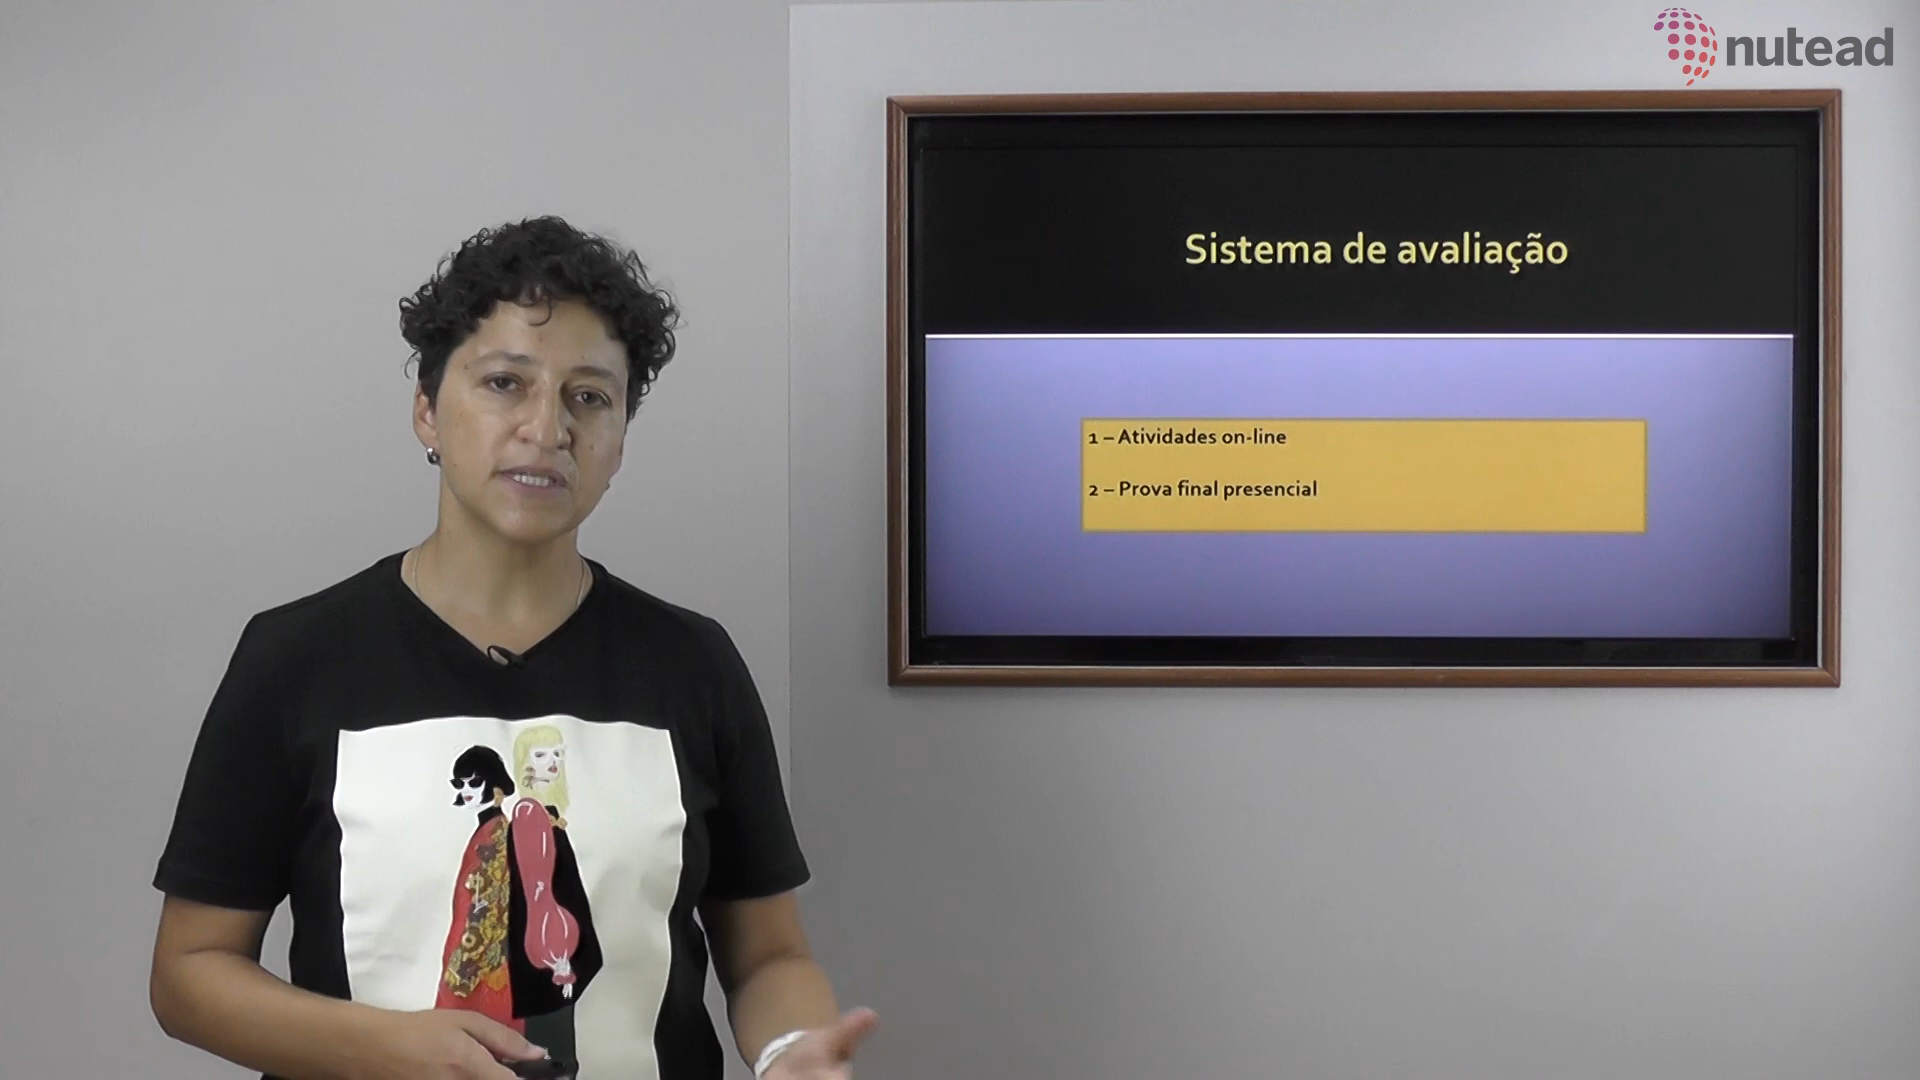 nutead
Sistema de avaliação
1 – Atividades on-line
2 – Prova final presencial